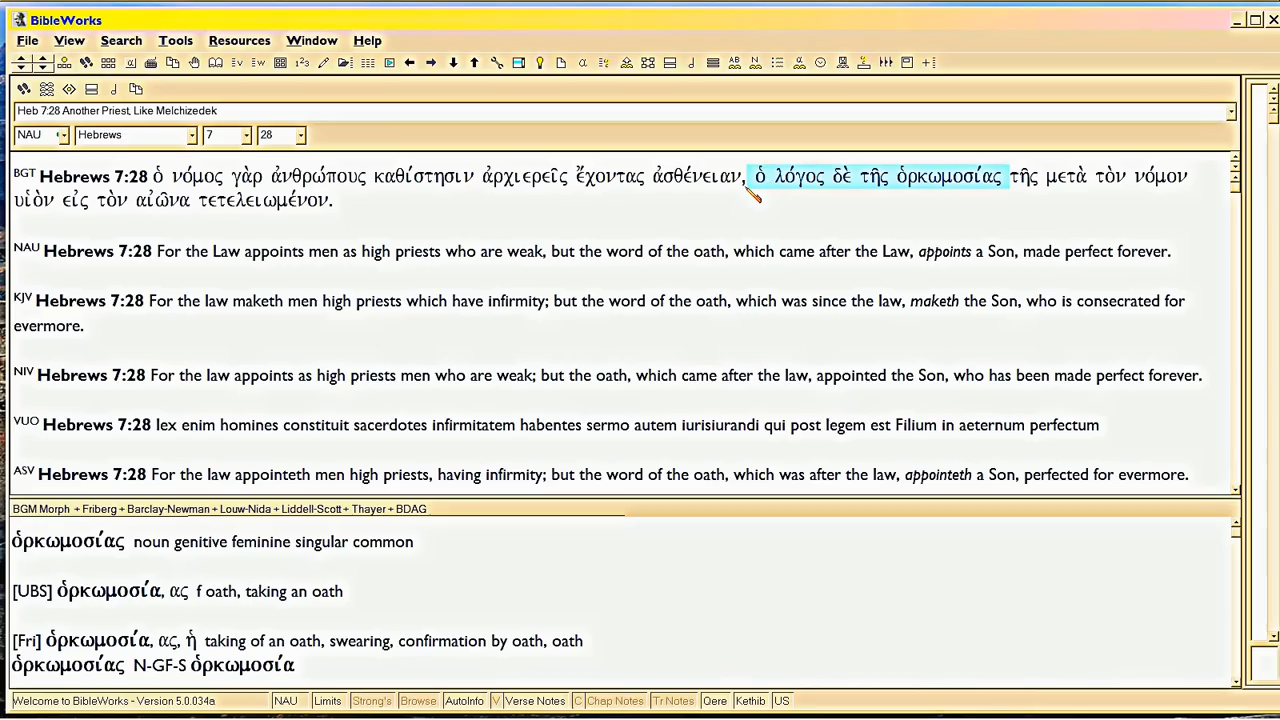 BibleWorks
File View Search Tools Resources Window Help
Heb 7:28 Another Priest, Like Melchizedek
NAU Hebrews 7 28
BGT Hebrews 7:28 ὁ νόμος γὰρ ἀνθρώπους καθίστησιν ἀρχιερεῖς ἔχοντας ἀσθένειαν, ὁ λόγος δὲ τῆς ὁρκωμοσίας τῆς μετὰ τὸν νόμον
υἱὸν εἰς τὸν αἰῶνα τετελειωμένον.
NAU Hebrews 7:28 For the Law appoints men as high priests who are weak, but the word of the oath, which came after the Law, appoints a Son, made perfect forever.
KJV Hebrews 7:28 For the law maketh men high priests which have infirmity; but the word of the oath, which was since the law, maketh the Son, who is consecrated for
evermore.
NIV Hebrews 7:28 For the law appoints as high priests men who are weak; but the oath, which came after the law, appointed the Son, who has been made perfect forever.
VUO Hebrews 7:28 lex enim homines constituit sacerdotes infirmitatem habentes sermo autem iurisiurandi qui post legem est Filium in aeternum perfectum
ASV Hebrews 7:28 For the law appointeth men high priests, having infirmity; but the word of the oath, which was after the law, appointeth a Son, perfected for evermore.
BGM Morph + Friberg + Barclay-Newman + Louw-Nida + Liddell-Scott + Thayer + BDAG
ὁρκωμοσίας noun genitive feminine singular common
[UBS] ὁρκωμοσία, ας f oath, taking an oath
[Fri] ὁρκωμοσία, ας, ἡ taking of an oath, swearing, confirmation by oath, oath
ὁρκωμοσίας N-GF-S ὁρκωμοσία
Welcome to BibleWorks - Version 5.0.034a NAU Limits Strong's Browse AutoInfo V Verse Notes C Chap Notes Tr Notes Qere Kethib US